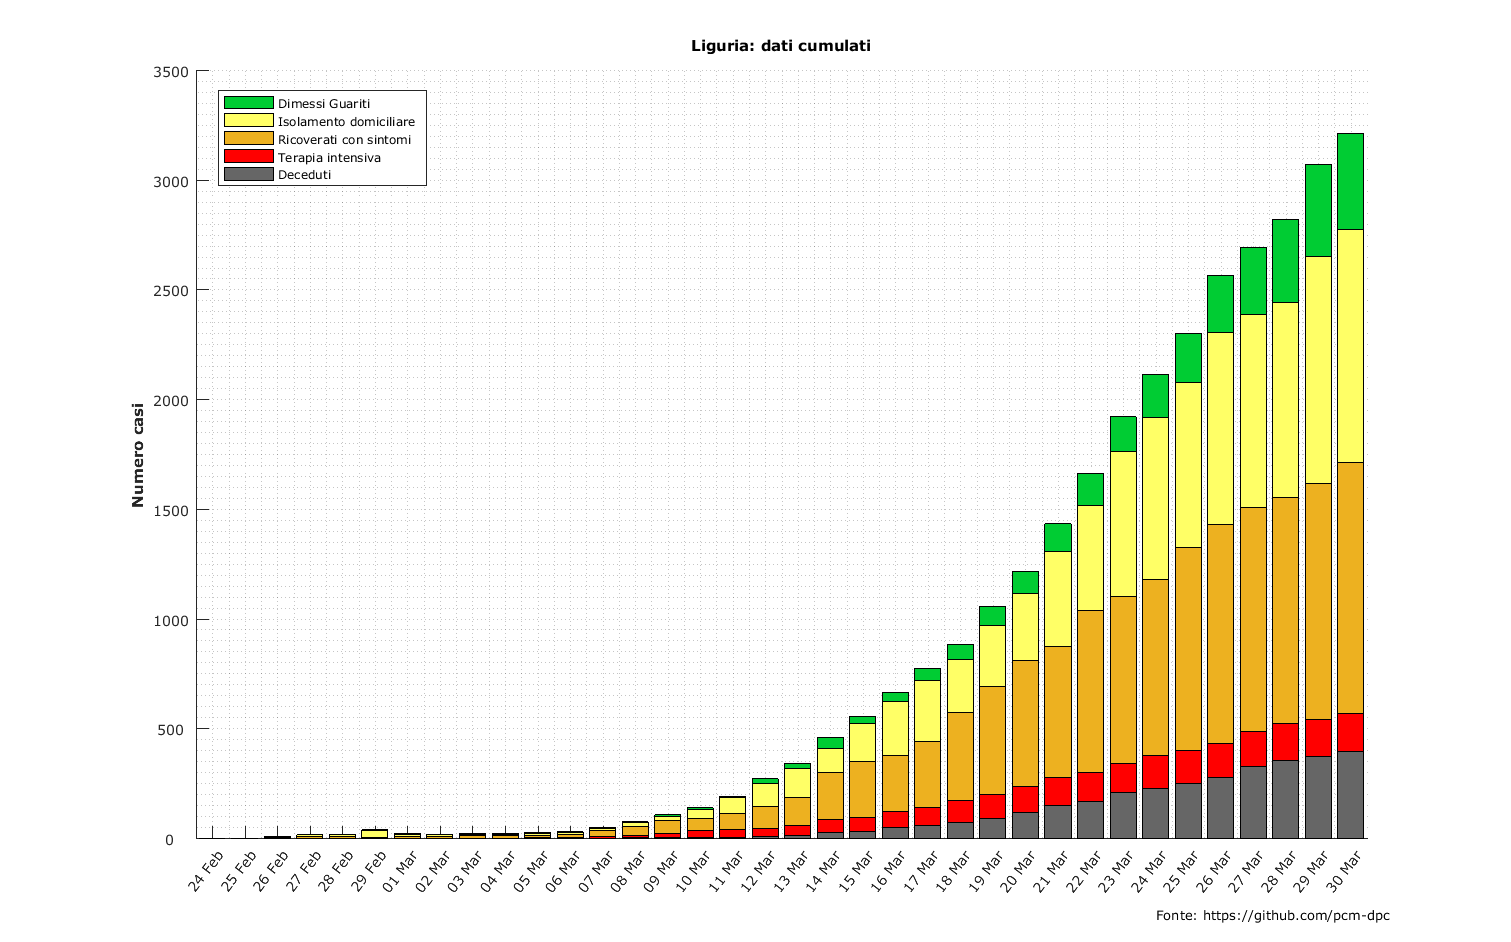 Liguria: dati cumulati
3500
3000
2500
2000
1500
1000
500
0
Numero casi
Dimessi Guariti
Isolamento domiciliare
Ricoverati con sintomi
Terapia intensiva
Deceduti
24 Feb
25 Feb
26 Feb
27 Feb
28 Feb
29 Feb
01 Mar
02 Mar
03 Mar
04 Mar
05 Mar
06 Mar
07 Mar
08 Mar
09 Mar
10 Mar
11 Mar
12 Mar
13 Mar
14 Mar
15 Mar
16 Mar
17 Mar
18 Mar
19 Mar
20 Mar
21 Mar
22 Mar
23 Mar
24 Mar
25 Mar
26 Mar
27 Mar
28 Mar
29 Mar
30 Mar
Fonte: https://github.com/pcm-dpc